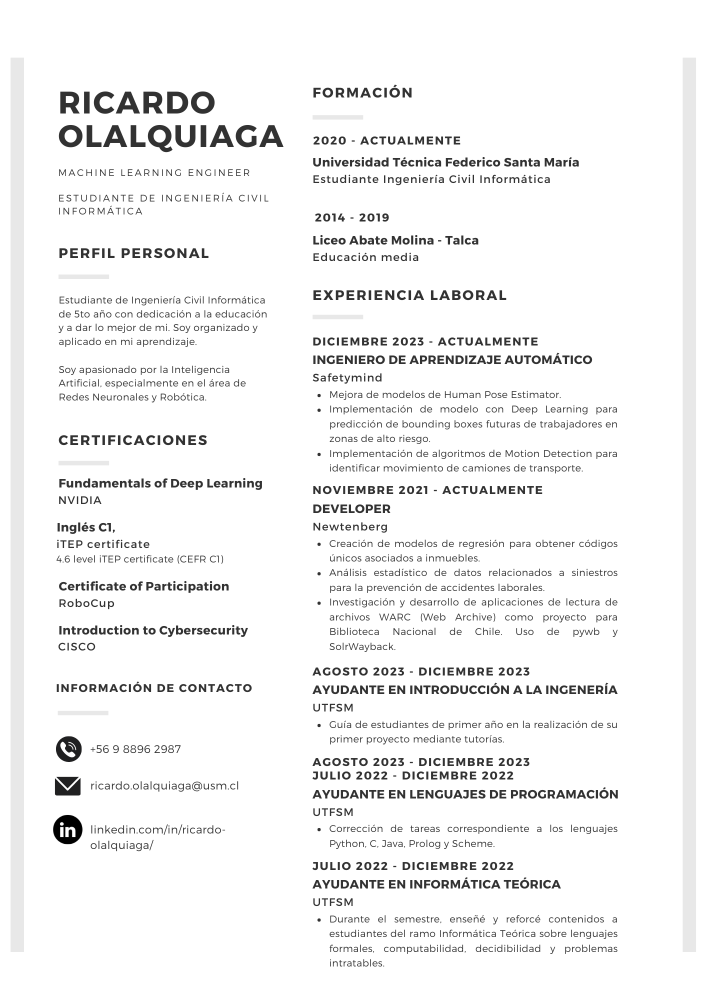 RICARDO
OLALQUIAGA
MACHINE LEARNING ENGINEER
ESTUDIANTE DE INGENIERÍA CIVIL
INFORMÁTICA
PERFIL PERSONAL
Estudiante de Ingeniería Civil Informática
de 5to año con dedicación a la educación
y a dar lo mejor de mi. Soy organizado y
aplicado en mi aprendizaje.
Soy apasionado por la Inteligencia
Artificial, especialmente en el área de
Redes Neuronales y Robótica.
CERTIFICACIONES
Fundamentals of Deep Learning
NVIDIA
Inglés C1,
iTEP certificate
4.6 level iTEP certificate (CEFR C1)
Certificate of Participation
RoboCup
Introduction to Cybersecurity
CISCO
INFORMACIÓN DE CONTACTO
+56 9 8896 2987
ricardo.olalquiaga@usm.cl
in
linkedin.com/in/ricardo-
olalquiaga/
FORMACIÓN
2020 - ACTUALMENTE
Universidad Técnica Federico Santa María
Estudiante Ingeniería Civil Informática
2014 - 2019
Liceo Abate Molina - Talca
Educación media
EXPERIENCIA LABORAL
DICIEMBRE 2023 - ACTUALMENTE
INGENIERO DE APRENDIZAJE AUTOMÁTICO
Safetymind
• Mejora de modelos de Human Pose Estimator.
• Implementación de modelo con Deep Learning para
predicción de bounding boxes futuras de trabajadores en
zonas de alto riesgo.
• Implementación de algoritmos de Motion Detection para
identificar movimiento de camiones de transporte.
NOVIEMBRE 2021 - ACTUALMENTE
DEVELOPER
Newtenberg
• Creación de modelos de regresión para obtener códigos
únicos asociados a inmuebles.
• Análisis estadístico de datos relacionados a siniestros
para la prevención de accidentes laborales.
• Investigación y desarrollo de aplicaciones de lectura de
archivos WARC (Web Archive) como proyecto para
Biblioteca Nacional de Chile. Uso de pywb y
SolrWayback.
AGOSTO 2023 - DICIEMBRE 2023
AYUDANTE EN INTRODUCCIÓN A LA INGENERÍA
UTFSM
• Guía de estudiantes de primer año en la realización de su
primer proyecto mediante tutorías.
AGOSTO 2023 - DICIEMBRE 2023
JULIO 2022 - DICIEMBRE 2022
AYUDANTE EN LENGUAJES DE PROGRAMACIÓN
UTFSM
• Corrección de tareas correspondiente a los lenguajes
Python, C, Java, Prolog y Scheme.
JULIO 2022 - DICIEMBRE 2022
AYUDANTE EN INFORMÁTICA TEÓRICA
UTFSM
• Durante el semestre, enseñé y reforcé contenidos a
estudiantes del ramo Informática Teórica sobre lenguajes
formales, computabilidad, decidibilidad y problemas
intratables.